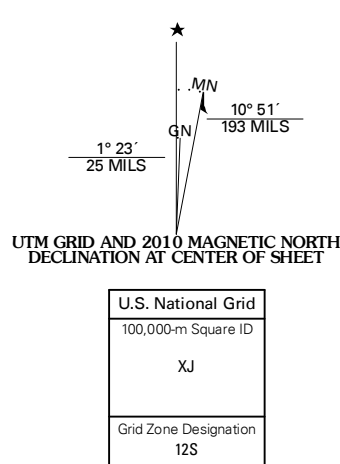 MN
10° 51´
193 MILS
GN
1° 23´
25 MILS
UTM GRID AND 2010 MAGNETIC NORTH
DECLINATION AT CENTER OF SHEET
U.S. National Grid
100,000-m Square ID
XJ
Grid Zone Designation
12S